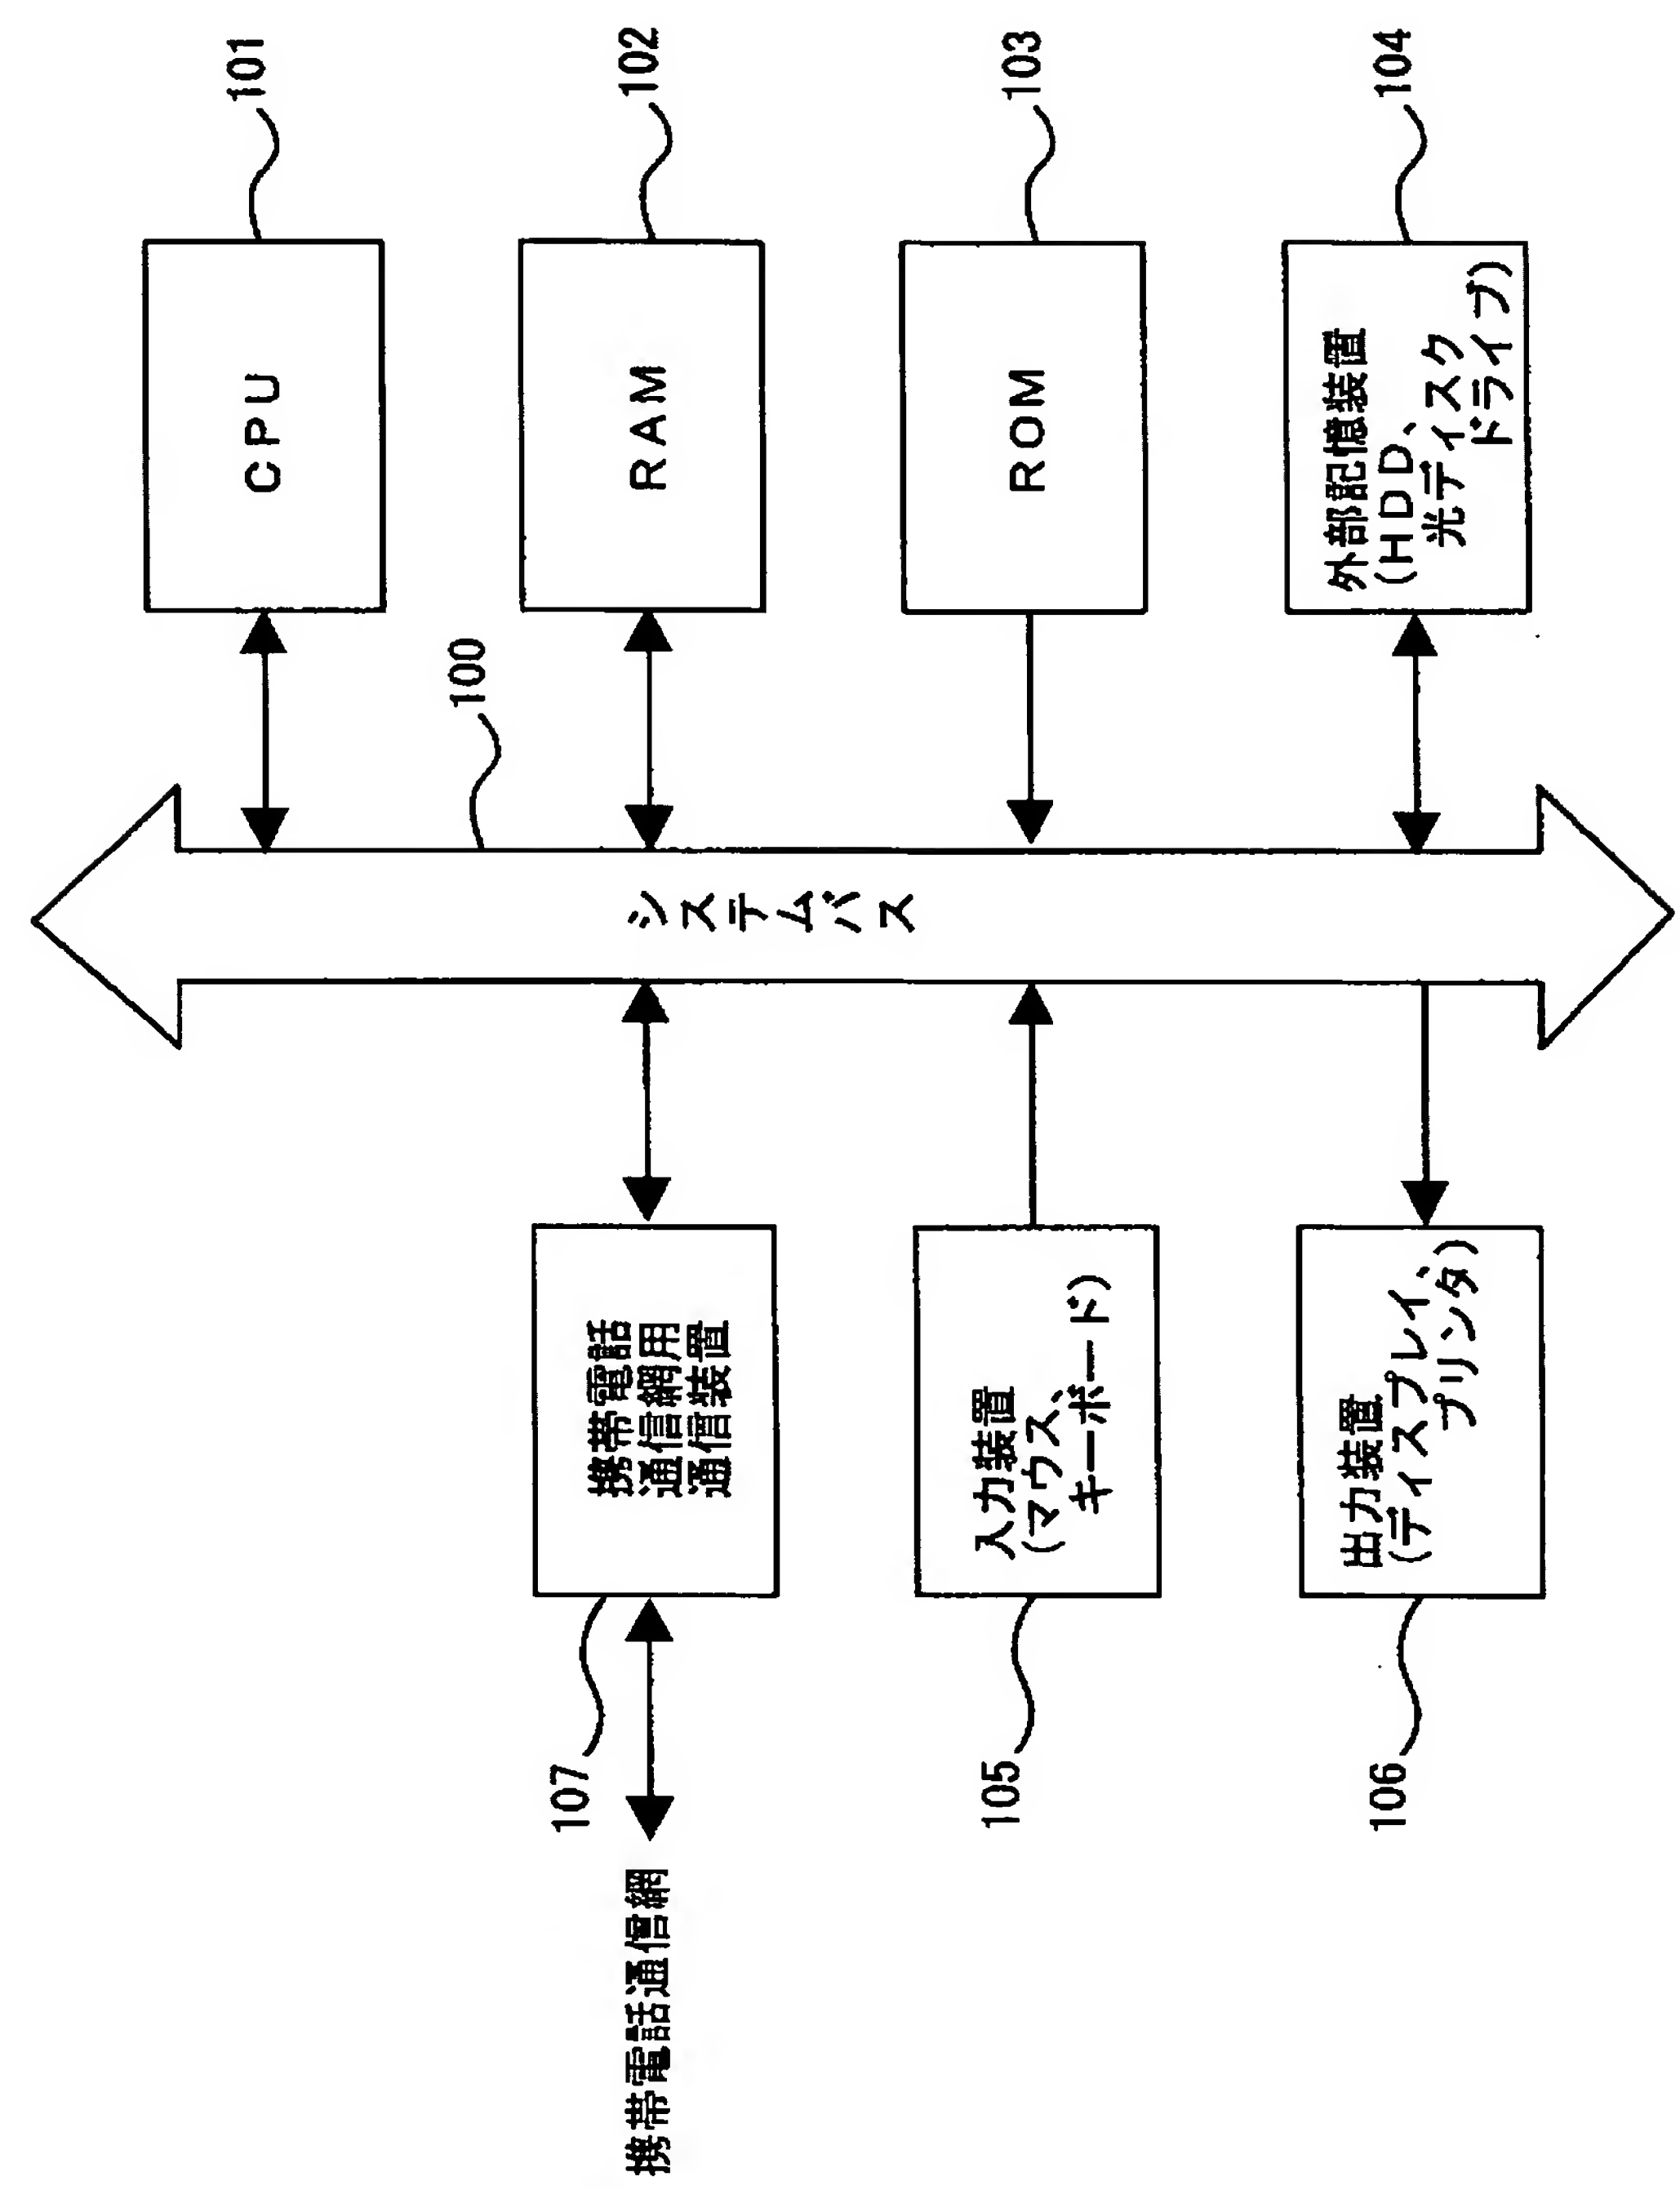 携帯電話通信網
107
携帯電話
通信網用
通信装置
105
入力装置
(マウス、
キーボード)
106
出力装置
(ディスプレイ、
プリンタ)
システムバス
100
CPU
101
RAM
102
ROM
103
外部記憶装置
(HDD、
光ディスク
ドライブ)
104